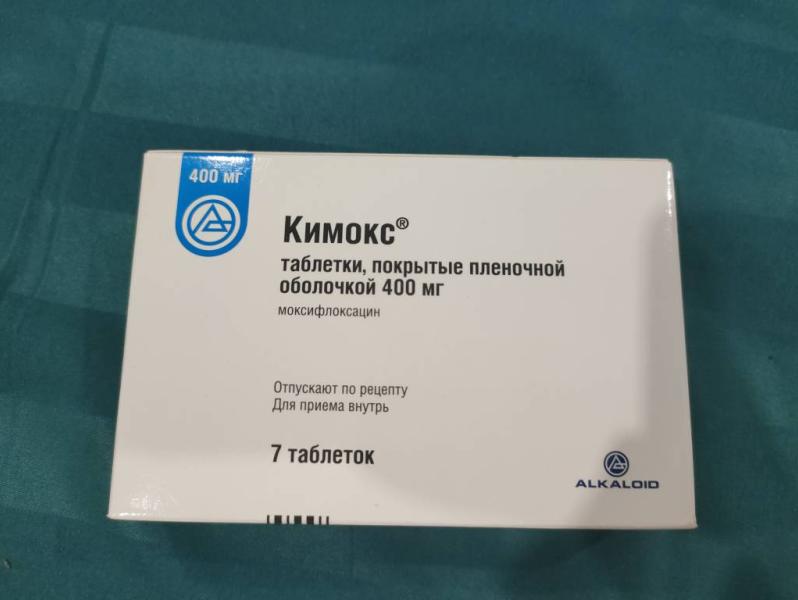 400 мг
Кимокс®
таблетки, покрытые пленочной
оболочкой 400 мг
моксифлоксацин
Отпускают по рецепту
Для приема внутрь
7 таблеток
ALKALOID